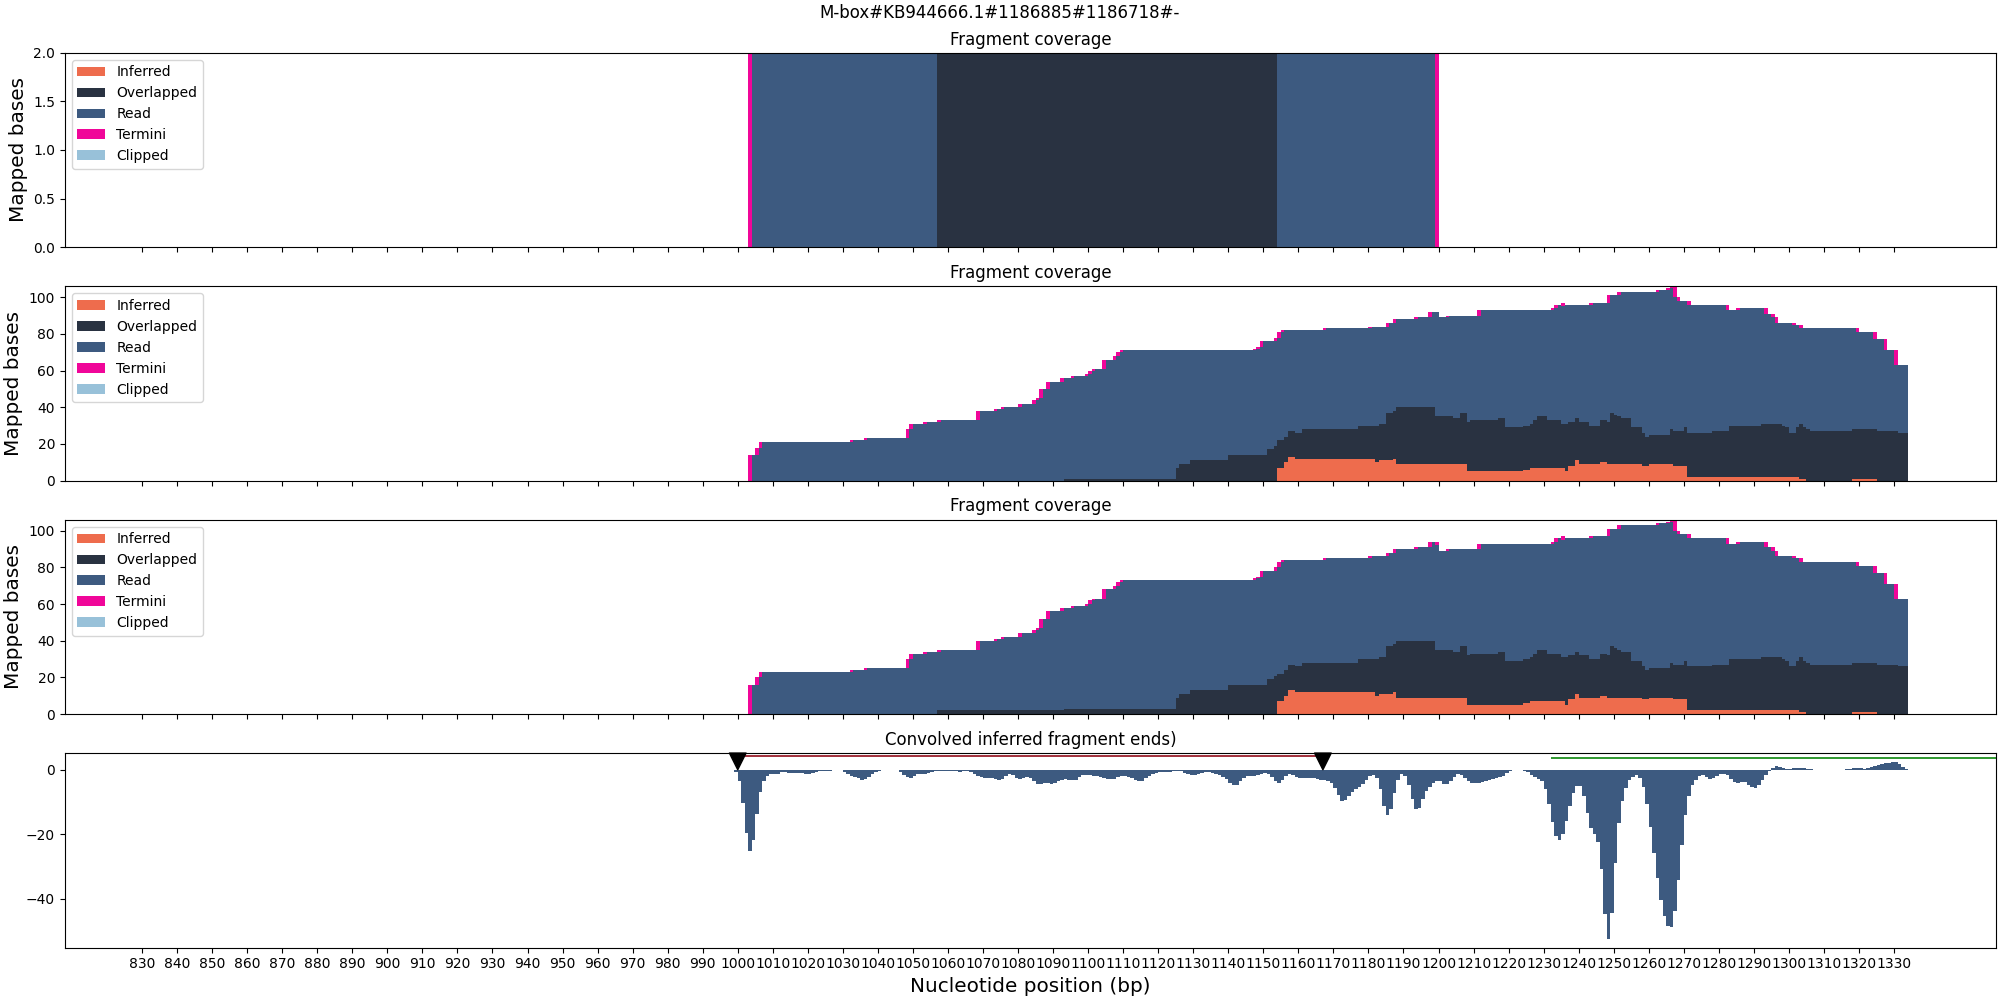 M-box#KB944666.1#1186885#1186718#-
Fragment coverage
Mapped bases
2.0
1.5
1.0
0.5
0.0
Inferred
Overlapped
Read
Termini
Clipped
Fragment coverage
Mapped bases
100
80
60
40
20
0
Inferred
Overlapped
Read
Termini
Clipped
Fragment coverage
Mapped bases
100
80
60
40
20
0
Inferred
Overlapped
Read
Termini
Clipped
Convolved inferred fragment ends)
0
−20
−40
830 840 850 860 870 880 890 900 910 920 930 940 950 960 970 980 990 1000 1010 1020 1030 1040 1050 1060 1070 1080 1090 1100 1110 1120 1130 1140 1150 1160 1170 1180 1190 1200 1210 1220 1230 1240 1250 1260 1270 1280 1290 1300 1310 1320 1330
Nucleotide position (bp)